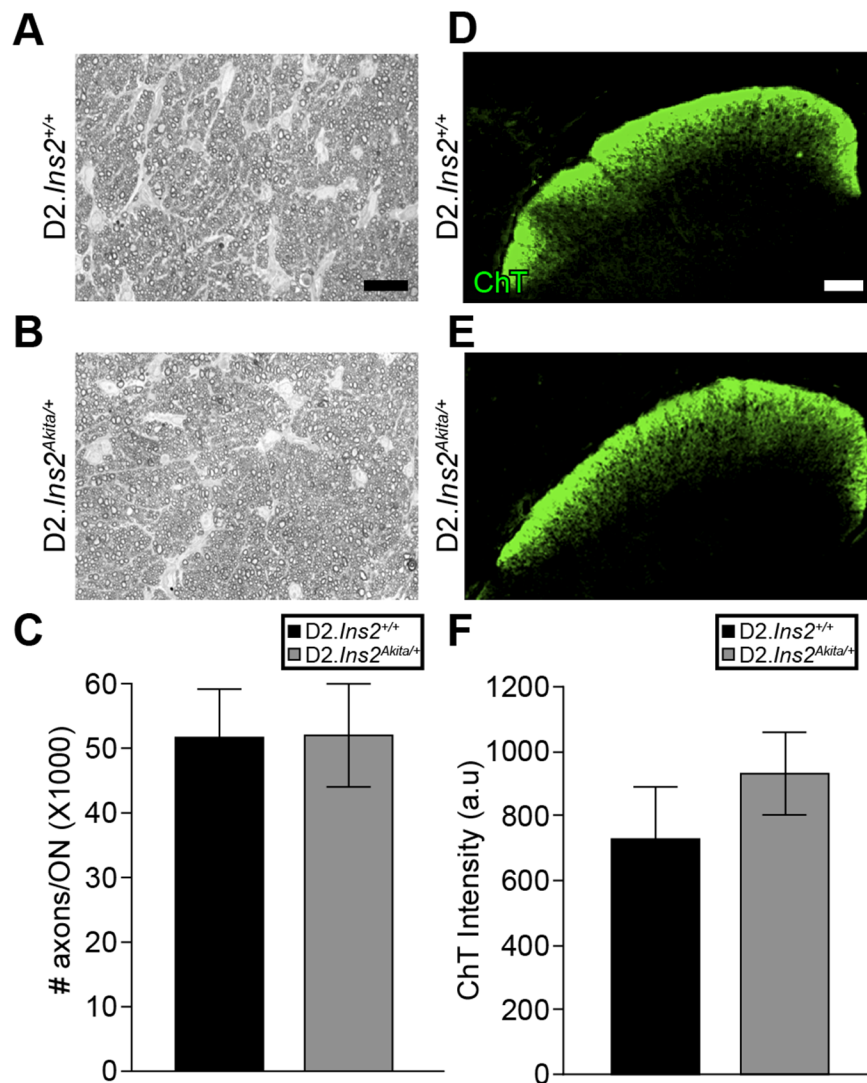 A
D2.Ins2+/+
B
D2.Ins2Akita/+
C
D2.Ins2+/+
D2.Ins2Akita/+
# axons/ON (X1000)
60
50
40
30
20
10
0
D
D2.Ins2+/+
ChT
E
D2.Ins2Akita/+
F
D2.Ins2+/+
D2.Ins2Akita/+
ChT Intensity (a.u)
1200
1000
800
600
400
200
0